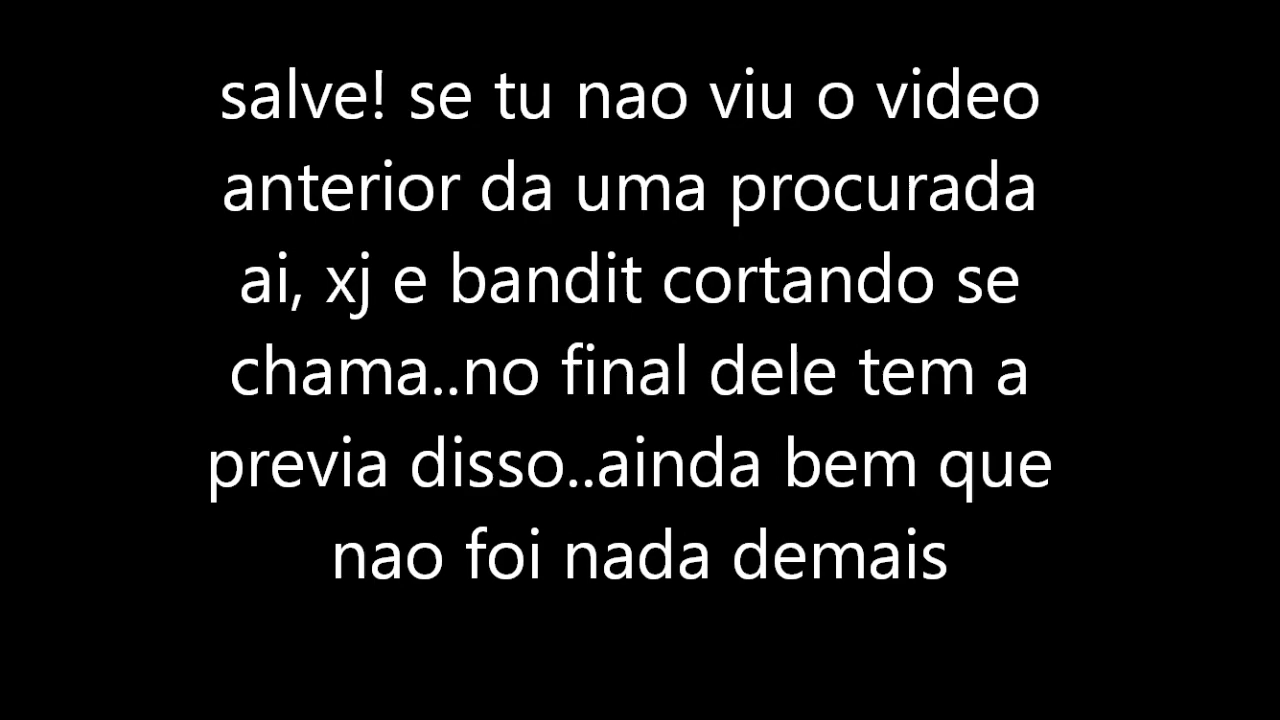 salve! se tu nao viu o video
anterior da uma procurada
ai, xj e bandit cortando se
chama..no final dele tem a
previa disso..ainda bem que
nao foi nada demais